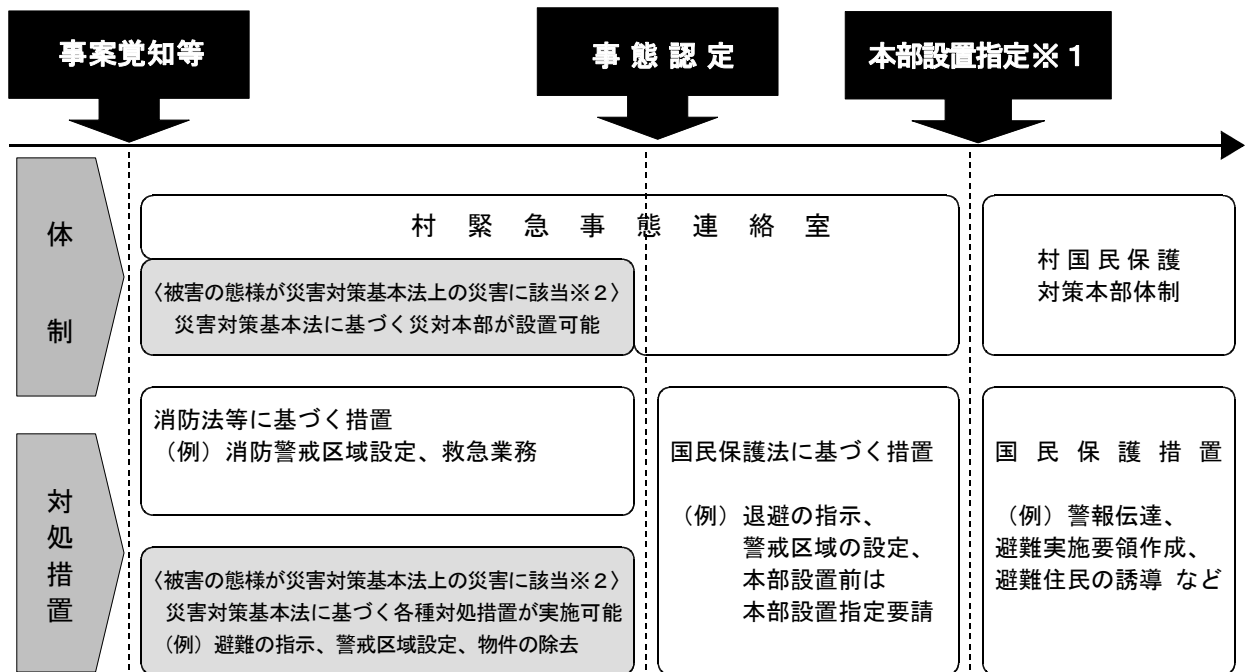 事案覚知等
事態認定
本部設置指定※１
体制
村緊急事態連絡室
〈被害の態様が災害対策基本法上の災害に該当※２〉
災害対策基本法に基づく災対本部が設置可能
村国民保護
対策本部体制
対処措置
消防法等に基づく措置
（例）消防警戒区域設定、救急業務
〈被害の態様が災害対策基本法上の災害に該当※２〉
災害対策基本法に基づく各種対処措置が実施可能
（例）避難の指示、警戒区域設定、物件の除去
国民保護法に基づく措置
（例）退避の指示、
警戒区域の設定、
本部設置前は
本部設置指定要請
国民保護措置
（例）警報伝達、
避難実施要領作成、
避難住民の誘導 など